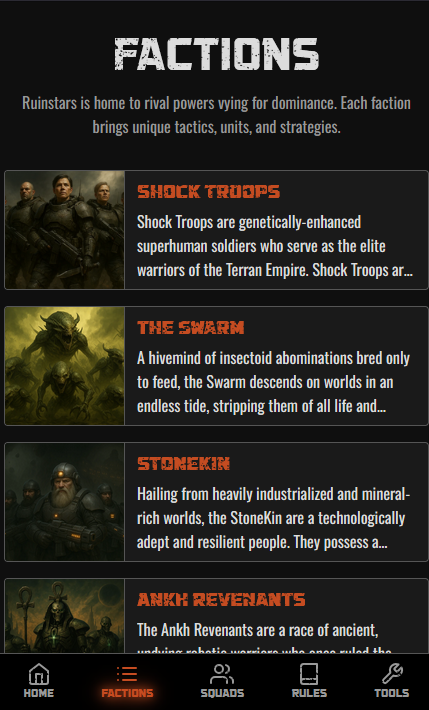 FACTIONS
Ruinstars is home to rival powers vying for dominance. Each faction
brings unique tactics, units, and strategies.
SHOCK TROOPS
Shock Troops are genetically-enhanced
superhuman soldiers who serve as the elite
warriors of the Terran Empire. Shock Troops ar...
THE SWARM
A hivemind of insectoid abominations bred only
to feed, the Swarm descends on worlds in an
endless tide, stripping them of all life and...
STONEKIN
Hailing from heavily industrialized and mineral-
rich worlds, the StoneKin are a technologically
adept and resilient people. They possess a...
ANKH REVENANTS
The Ankh Revenants are a race of ancient,
undying robotic warriors who once ruled the
HOME
FACTIONS
SQUADS
RULES
TOOLS